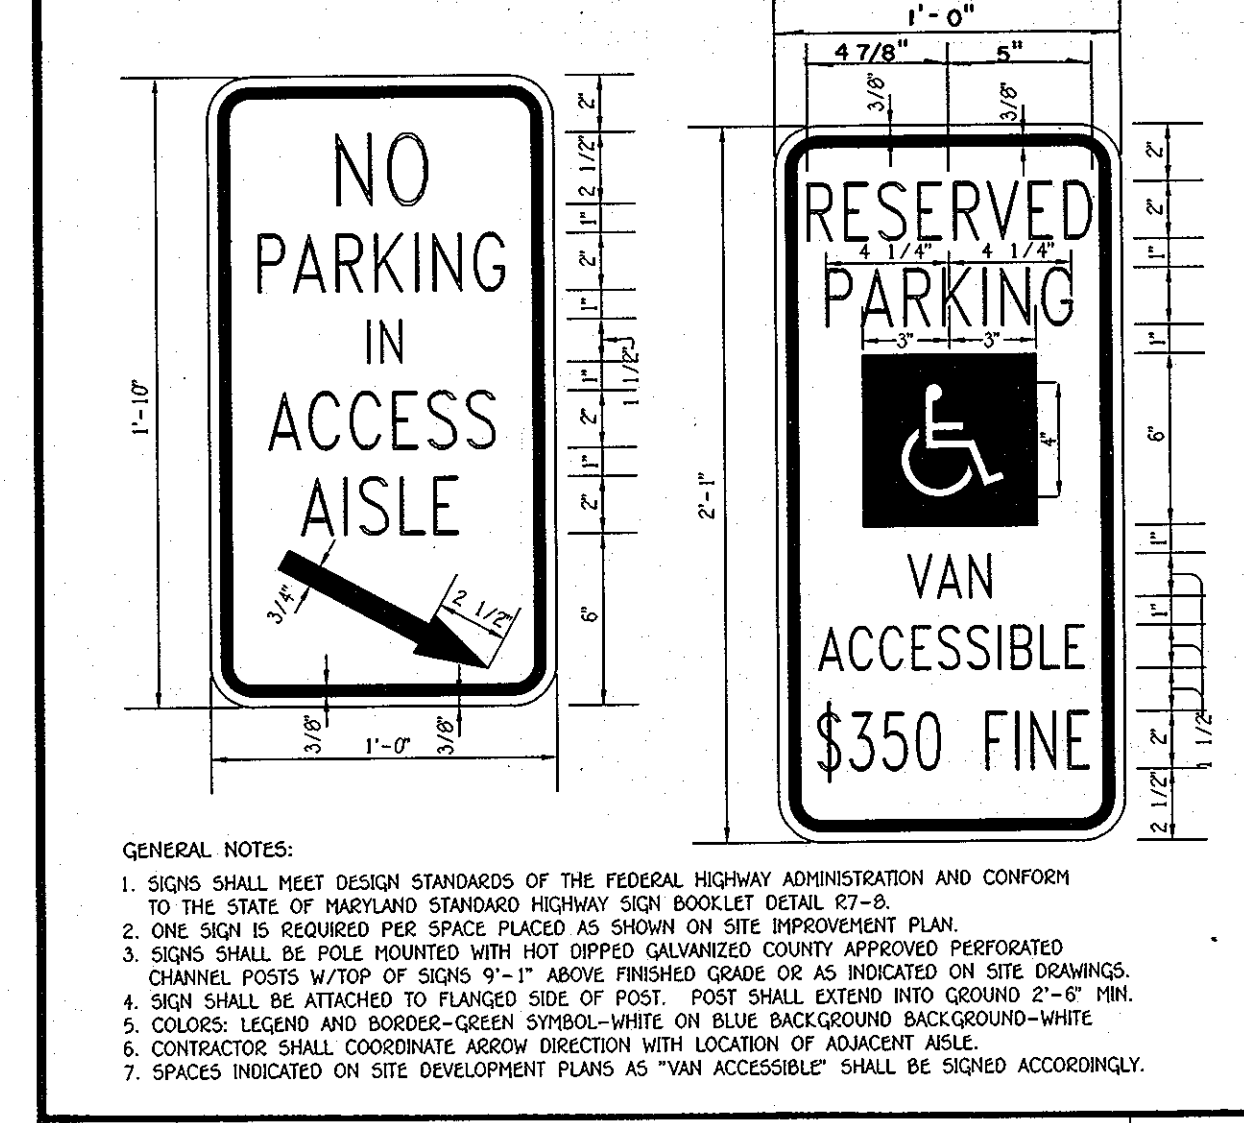 NO
PARKING
IN
ACCESS
AISLE
1'-10"
2"
2 1/2"
1"
2"
1"
1 1/2"
1"
2"
1"
2"
6"
3/4"
2 1/2"
3/8"
1'-0"
3/8"
1'-0"
4 7/8"
5"
3/8"
3/8"
RESERVED
4 1/4"
4 1/4"
PARKING
3"
3"
4"
VAN
ACCESSIBLE
$350 FINE
2'-1"
2"
2"
1"
1"
6"
1"
1"
1 1/2"
2"
2 1/2"
GENERAL NOTES:
1. SIGNS SHALL MEET DESIGN STANDARDS OF THE FEDERAL HIGHWAY ADMINISTRATION AND CONFORM
TO THE STATE OF MARYLAND STANDARD HIGHWAY SIGN BOOKLET DETAIL R7-8.
2. ONE SIGN IS REQUIRED PER SPACE PLACED AS SHOWN ON SITE IMPROVEMENT PLAN.
3. SIGNS SHALL BE POLE MOUNTED WITH HOT DIPPED GALVANIZED COUNTY APPROVED PERFORATED
CHANNEL POSTS W/TOP OF SIGNS 9'-1" ABOVE FINISHED GRADE OR AS INDICATED ON SITE DRAWINGS.
4. SIGN SHALL BE ATTACHED TO FLANGED SIDE OF POST. POST SHALL EXTEND INTO GROUND 2'-6" MIN.
5. COLORS: LEGEND AND BORDER-GREEN SYMBOL-WHITE ON BLUE BACKGROUND BACKGROUND-WHITE
6. CONTRACTOR SHALL COORDINATE ARROW DIRECTION WITH LOCATION OF ADJACENT AISLE.
7. SPACES INDICATED ON SITE DEVELOPMENT PLANS AS "VAN ACCESSIBLE" SHALL BE SIGNED ACCORDINGLY.